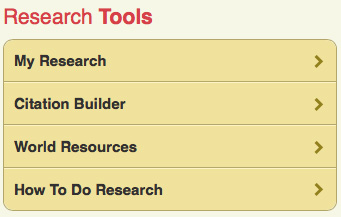 Research Tools
My Research
Citation Builder
World Resources
How To Do Research